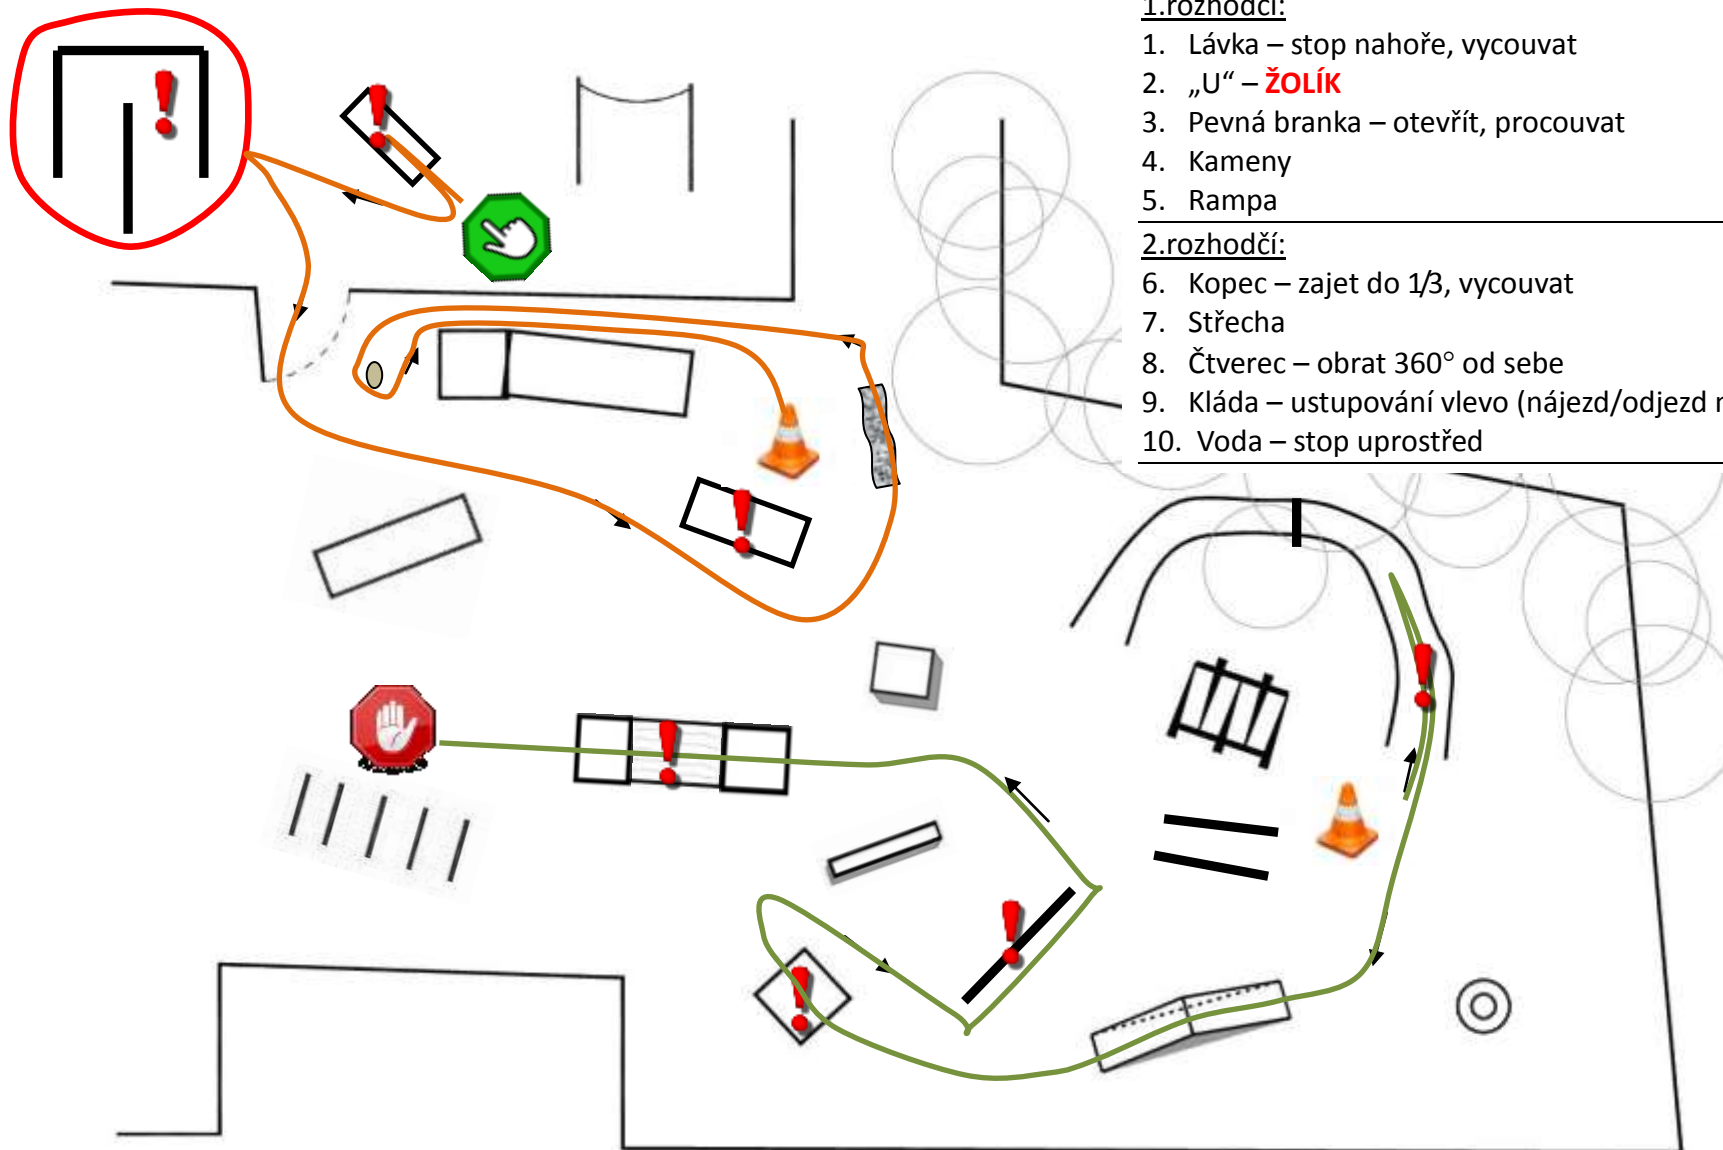 1.rozhodčí:
1. Lávka – stop nahoře, vycouvat
2. „U“ – ŽOLÍK
3. Pevná branka – otevřít, procouvat
4. Kameny
5. Rampa
2.rozhodčí:
6. Kopec – zajet do 1/3, vycouvat
7. Střecha
8. Čtverec – obrat 360° od sebe
9. Kláda – ustupování vlevo (nájezd/odjezd
10. Voda – stop uprostřed